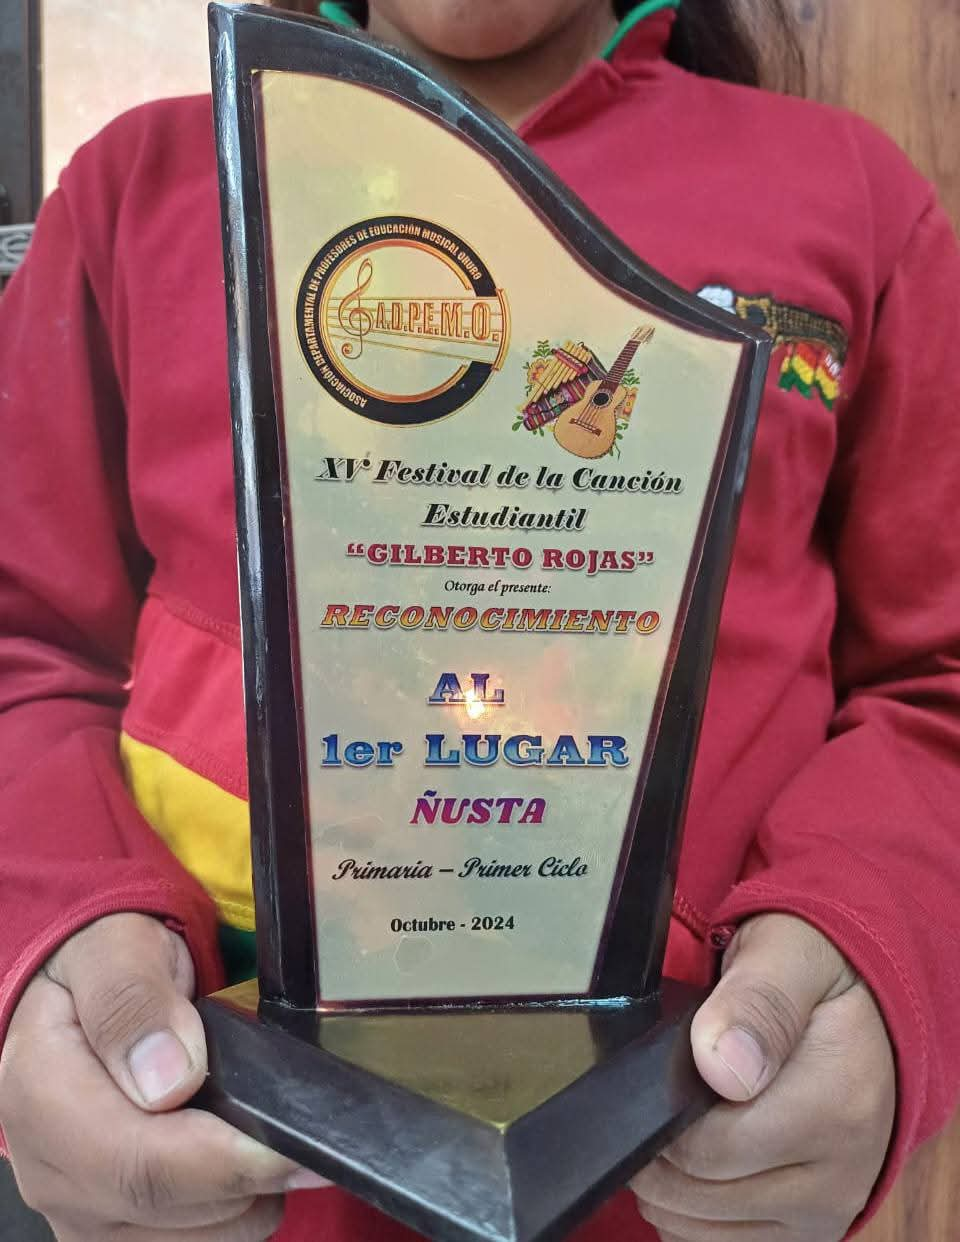 ASOCIACIÓN DEPARTAMENTAL DE PROFESORES DE EDUCACIÓN MUSICAL ORURO
A.D.P.E.M.O.
XV Festival de la Canción
Estudiantil
“GILBERTO ROJAS”
Otorga el presente:
RECONOCIMIENTO
AL
1er LUGAR
ÑUSTA
Primaria – Primer Ciclo
Octubre - 2024